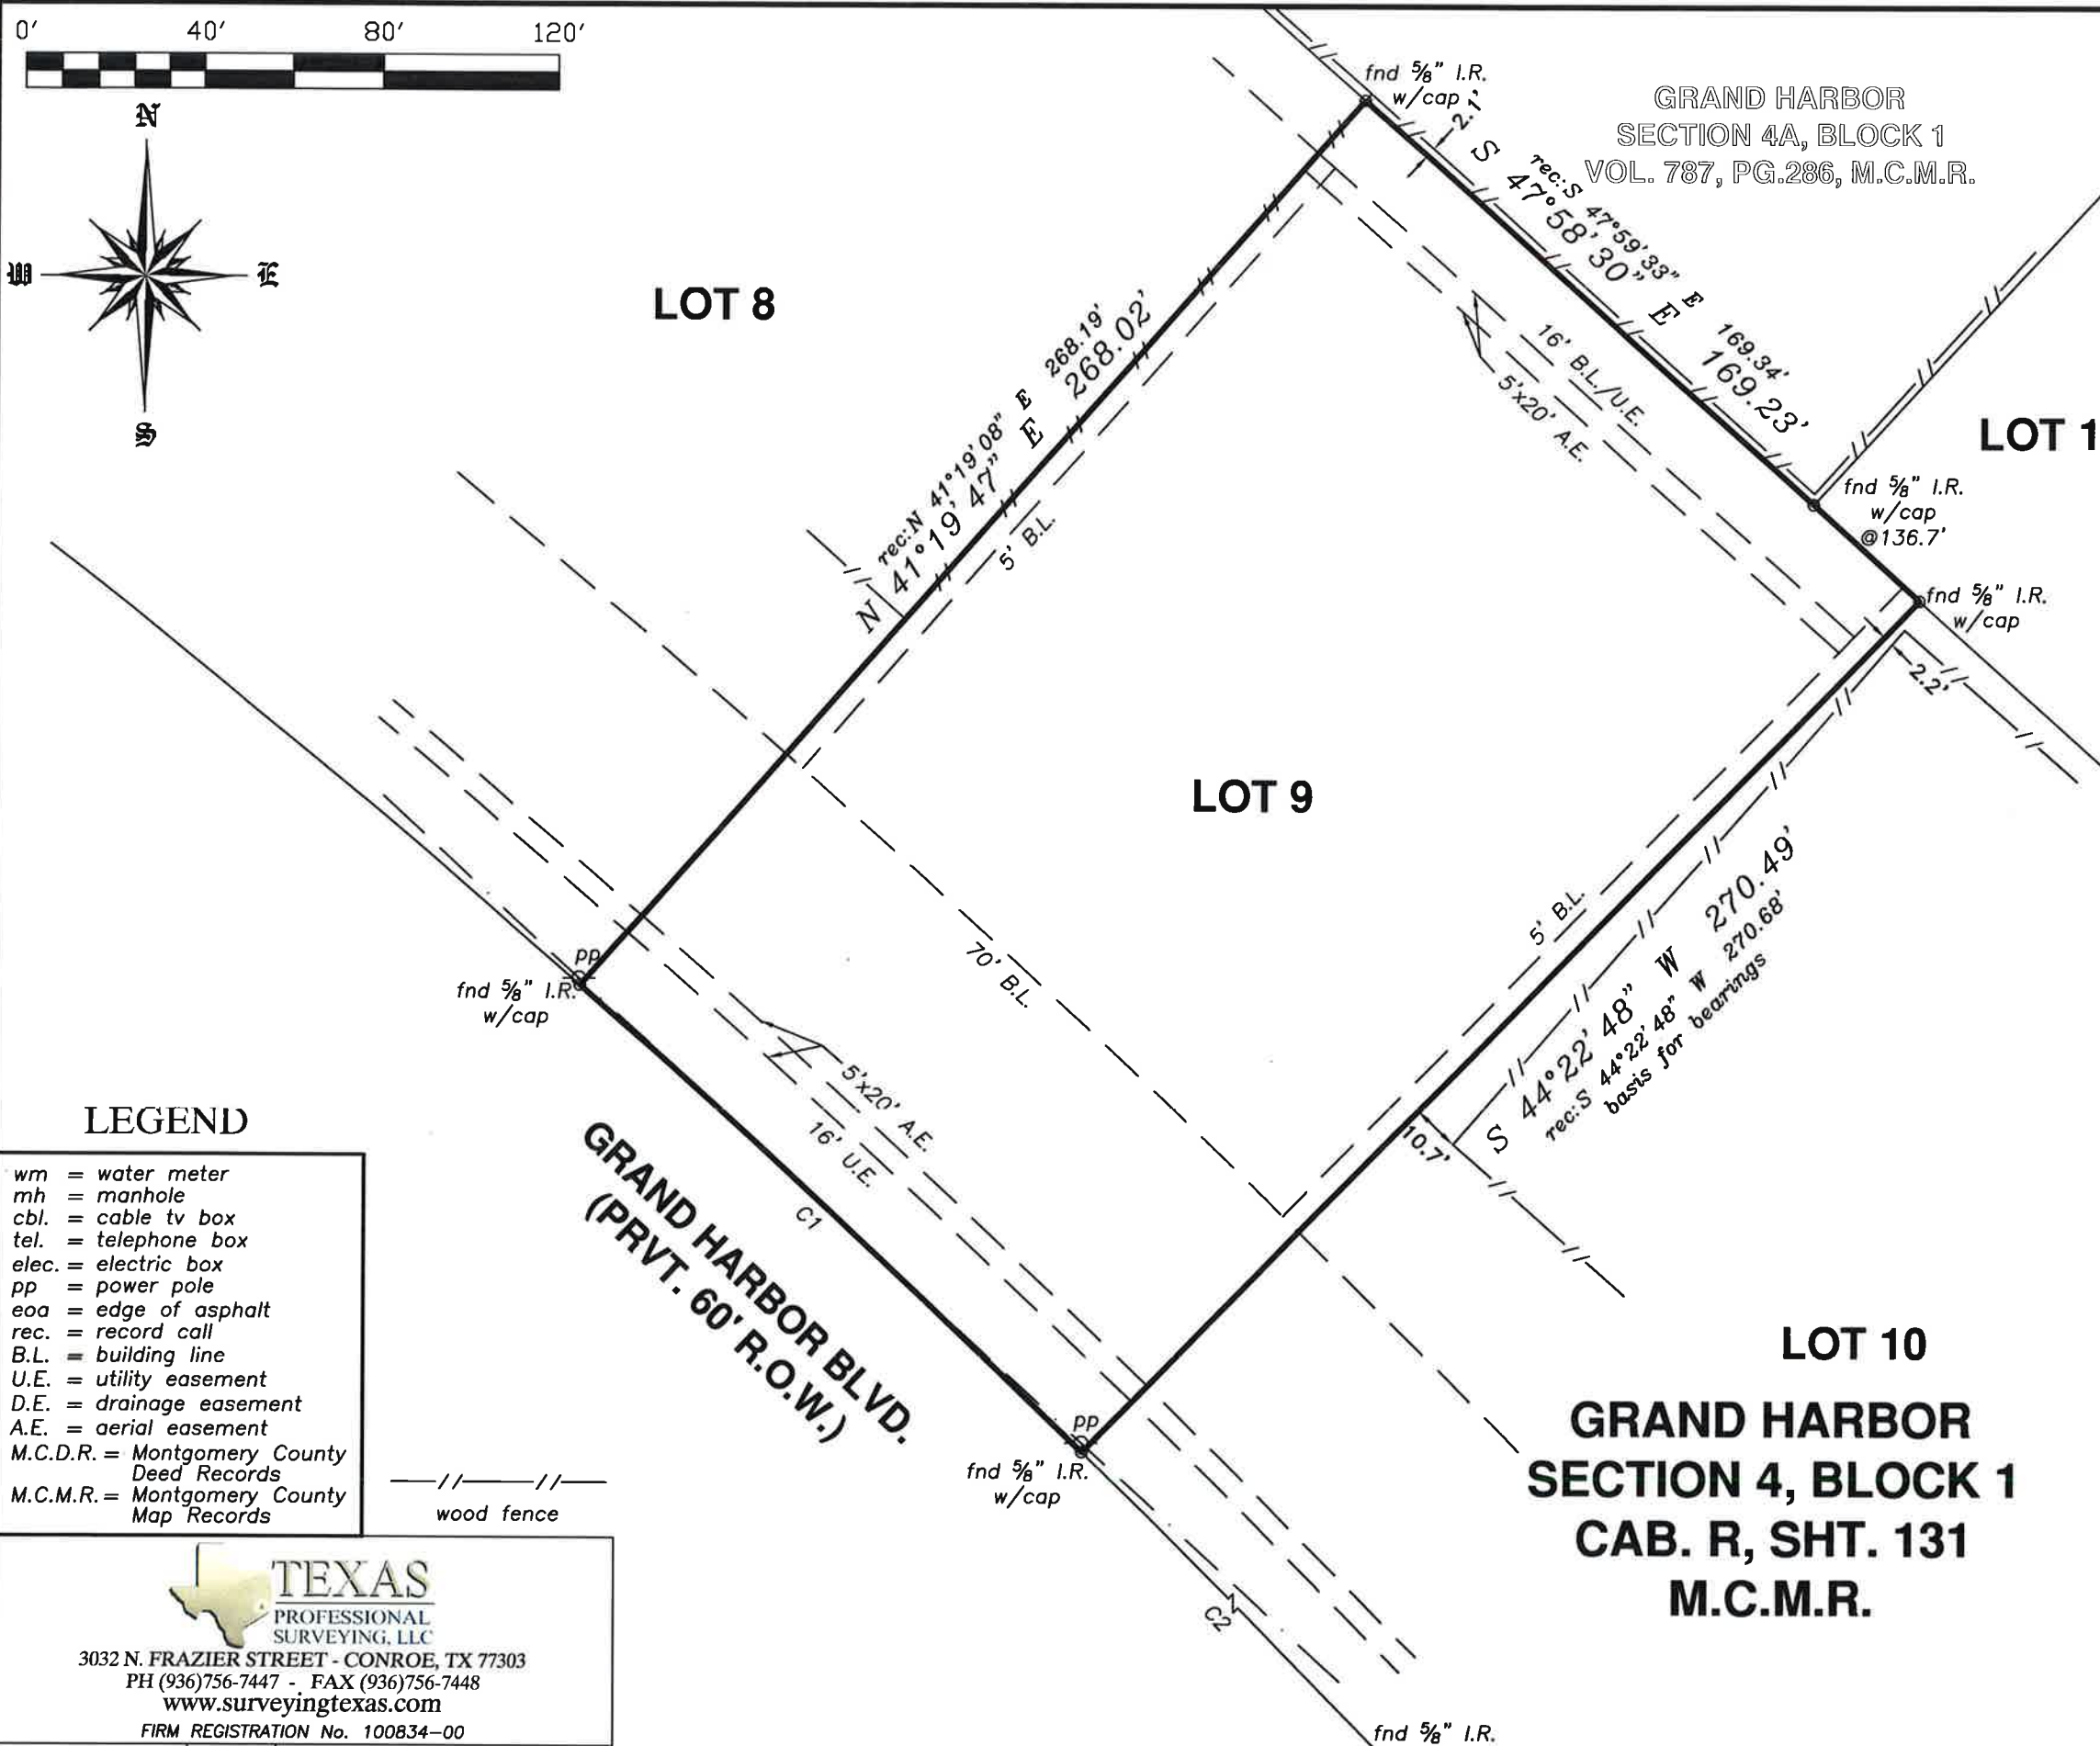 0' 40' 80' 120'
N
W E
S
fnd 5/8" I.R.
w/cap
2.1'
GRAND HARBOR
SECTION 4A, BLOCK 1
VOL. 787, PG.286, M.C.M.R.
rec:S 47°59'33" E 169.34'
S 47°58'30" E 169.23'
LOT 8
rec:N 41°19'08" E 268.19'
N 41°19'47" E 268.02'
5' B.L.
16' B.L./U.E.
5'x20' A.E.
LOT 1
fnd 5/8" I.R.
w/cap
@136.7'
fnd 5/8" I.R.
w/cap
2.2'
LOT 9
5' B.L.
S 44°22'48" W 270.49'
rec:S 44°22'48" W 270.68'
basis for bearings
70' B.L.
pp
fnd 5/8" I.R.
w/cap
5'x20' A.E.
16' U.E.
C1
10.7'
GRAND HARBOR BLVD.
(PRVT. 60' R.O.W.)
pp
fnd 5/8" I.R.
w/cap
C2
fnd 5/8" I.R.
LOT 10
GRAND HARBOR
SECTION 4, BLOCK 1
CAB. R, SHT. 131
M.C.M.R.
LEGEND
wm = water meter
mh = manhole
cbl. = cable tv box
tel. = telephone box
elec. = electric box
pp = power pole
eoa = edge of asphalt
rec. = record call
B.L. = building line
U.E. = utility easement
D.E. = drainage easement
A.E. = aerial easement
M.C.D.R. = Montgomery County
Deed Records
M.C.M.R. = Montgomery County
Map Records
wood fence
TEXAS
PROFESSIONAL
SURVEYING, LLC
3032 N. FRAZIER STREET - CONROE, TX 77303
PH (936)756-7447 - FAX (936)756-7448
www.surveyingtexas.com
FIRM REGISTRATION No. 100834-00